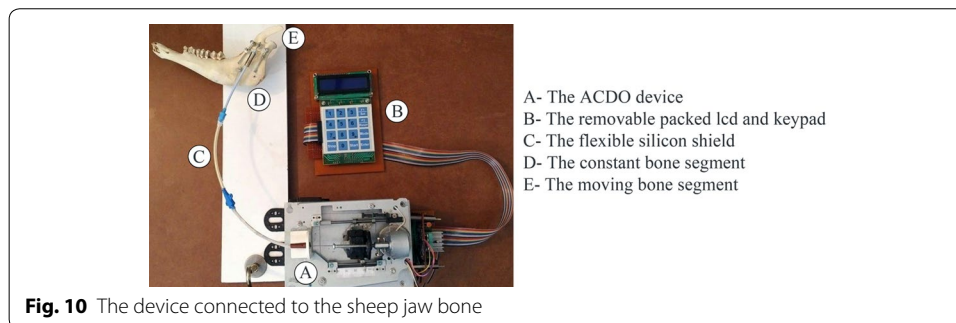 E
D
B
C
A
A- The ACDO device
B- The removable packed lcd and keypad
C- The flexible silicon shield
D- The constant bone segment
E- The moving bone segment
Fig. 10 The device connected to the sheep jaw bone